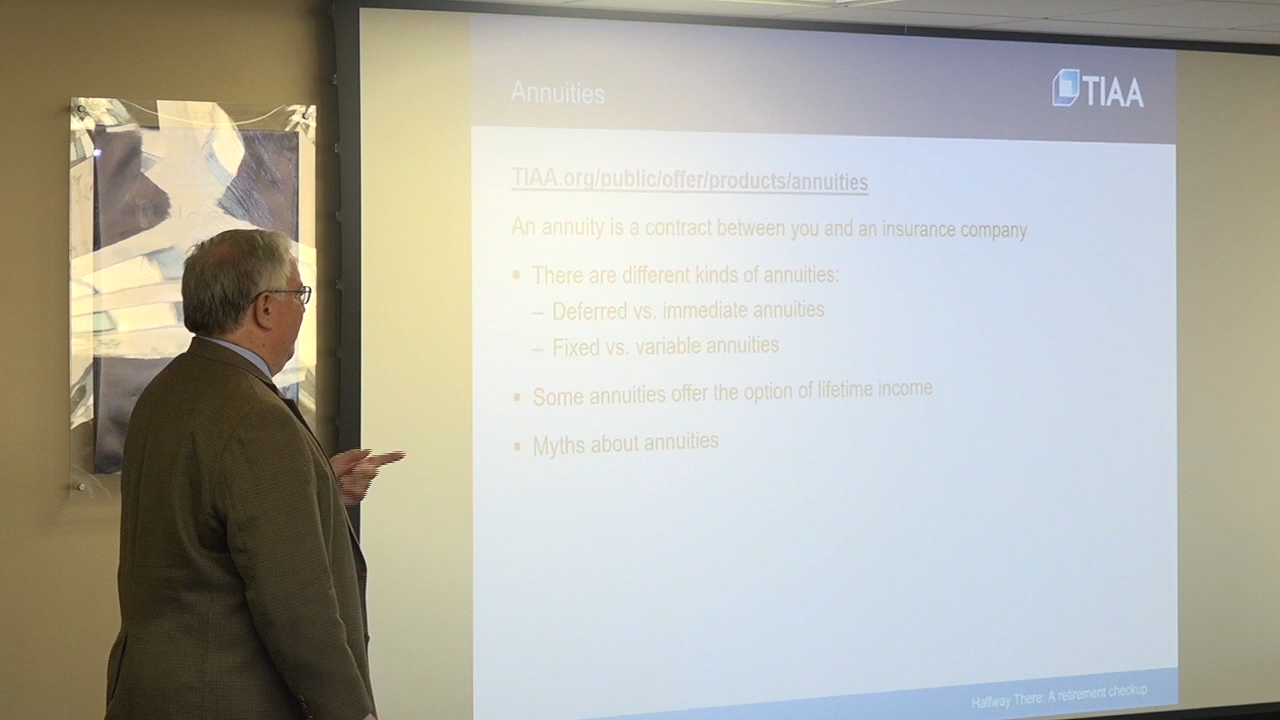 Annuities
TIAA
TIAA.org/public/offer/products/annuities
An annuity is a contract between you and an insurance company
▪ There are different kinds of annuities:
– Deferred vs. immediate annuities
– Fixed vs. variable annuities
▪ Some annuities offer the option of lifetime income
▪ Myths about annuities
Halfway There: A retirement checkup